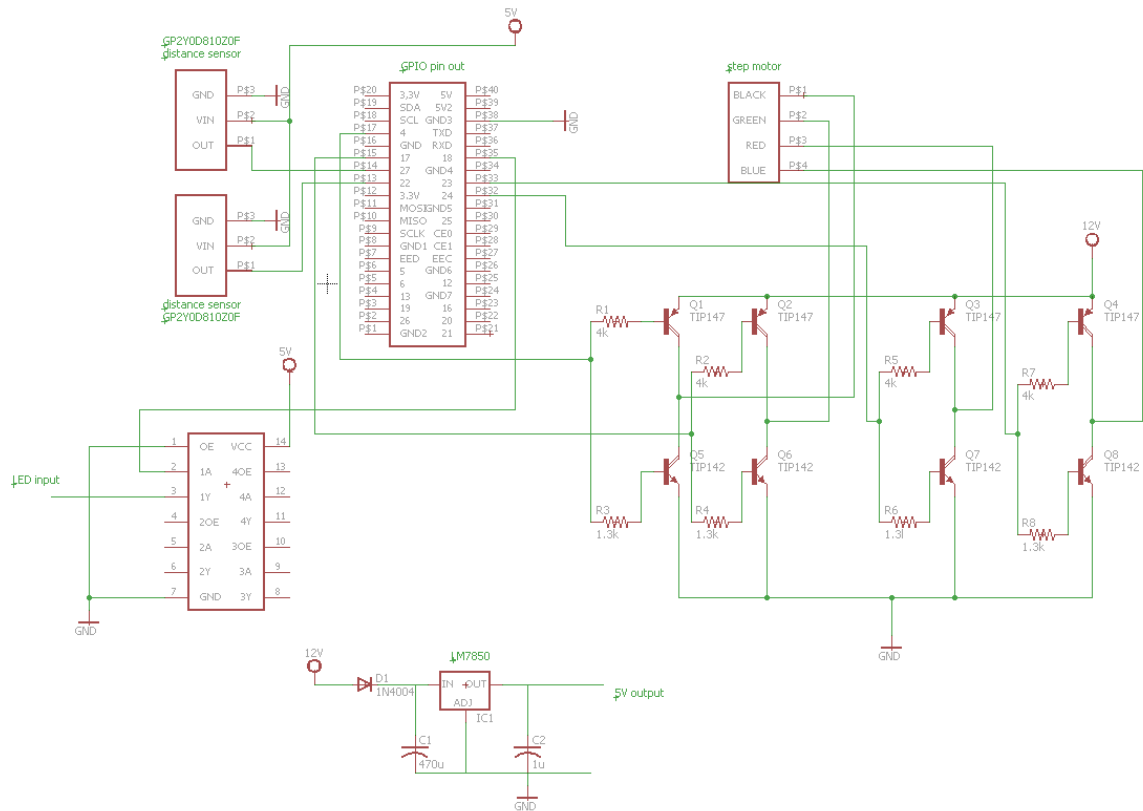 5V
GP2Y0D810Z0F
distance sensor
GND P$3
VIN P$2
OUT P$1
GND
GND P$3
VIN P$2
OUT P$1
GND
distance sensor
GP2Y0D810Z0F
GPIO pin out
P$20 3,3V 5V P$40
P$19 SDA 5V2 P$39
P$18 SCL GND3 P$38
P$17 4 TXD P$37
P$16 GND RXD P$36
P$15 17 18 P$35
P$14 27 GND4 P$34
P$13 22 23 P$33
P$12 3.3V 24 P$32
P$11 MOSI GND5 P$31
P$10 MISO 25 P$30
P$9 SCLK CE0 P$29
P$8 GND1 CE1 P$28
P$7 EED EEC P$27
P$6 5 GND6 P$26
P$5 6 12 P$25
P$4 13 GND7 P$24
P$3 19 16 P$23
P$2 26 20 P$22
P$1 GND2 21 P$21
GND
step motor
BLACK P$1
GREEN P$2
RED P$3
BLUE P$4
12V
R1
4k
Q1
TIP147
R2
4k
Q2
TIP147
R5
4k
Q3
TIP147
R7
4k
Q4
TIP147
R3
1.3k
Q5
TIP142
R4
1.3k
Q6
TIP142
R6
1.3l
Q7
TIP142
R8
1.3k
Q8
TIP142
GND
5V
LED input
1 OE VCC 14
2 1A 4OE 13
3 1Y 4A 12
4 2OE 4Y 11
5 2A 3OE 10
6 2Y 3A 9
7 GND 3Y 8
GND
12V
D1
1N4004
LM7850
IN OUT
ADJ
IC1
5V output
C1
470u
C2
1u
GND